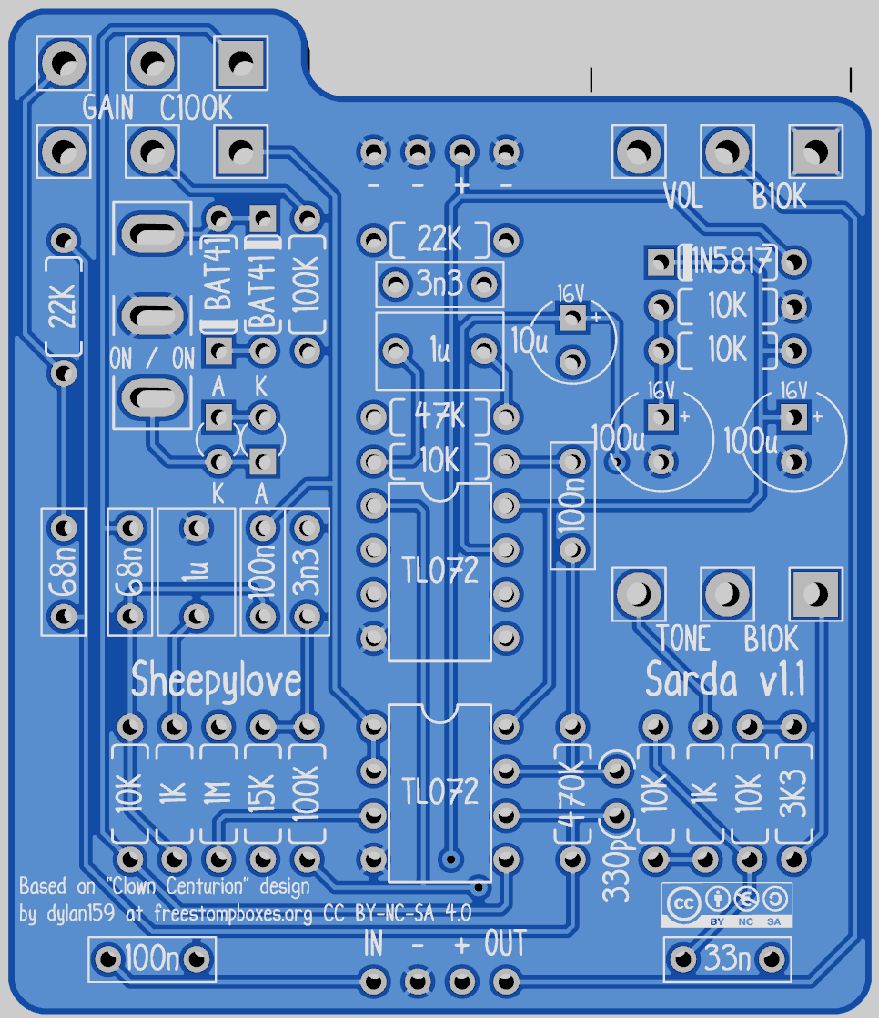 GAIN C100K
- - + -
VOL B10K
22K
BAT41
BAT41
100K
22K
3n3
1N5817
10K
10K
16V
+
10u
1u
ON / ON
A K
47K
10K
16V
+
100u
16V
+
100u
K A
100n
TL072
68n
68n
1u
100n
3n3
TONE B10K
Sheepylove
Sarda v1.1
10K
1K
1M
15K
100K
TL072
470K
330p
10K
1K
10K
3K3
Based on "Clown Centurion" design
by dylan159 at freestompboxes.org CC BY-NC-SA 4.0
cc
BY NC SA
IN - + OUT
100n
33n